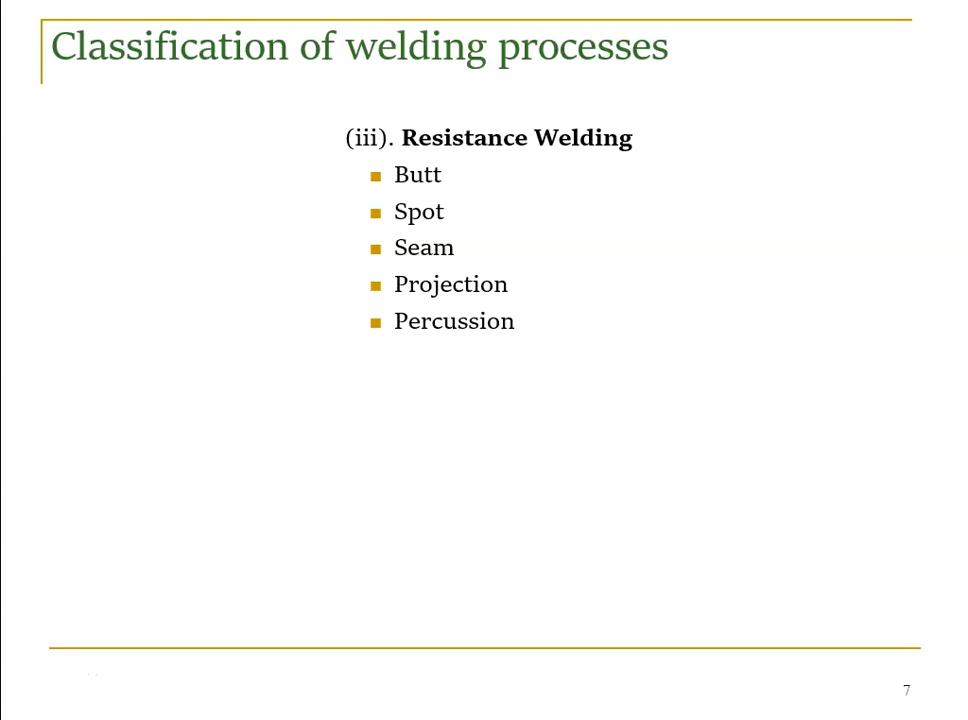 Classification of welding processes
(iii). Resistance Welding
Butt
Spot
Seam
Projection
Percussion
7